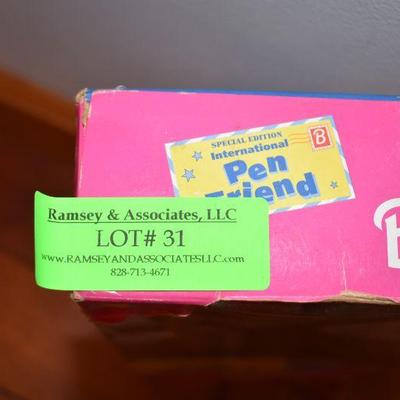 SPECIAL EDITION
International
B
Pen
Friend
Ramsey & Associates, LLC
LOT# 31
www.RAMSEYANDASSOCIATESLLC.com
828-713-4671
B